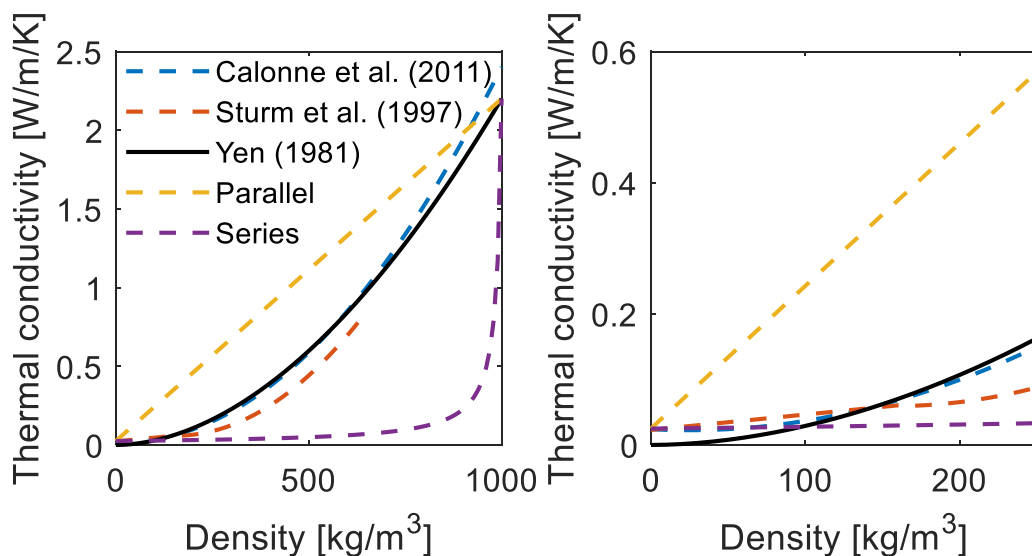 Thermal conductivity [W/m/K]
2.5
2
1.5
1
0.5
0
Calonne et al. (2011)
Sturm et al. (1997)
Yen (1981)
Parallel
Series
0 500 1000
Density [kg/m³]
Thermal conductivity [W/m/K]
0.6
0.4
0.2
0
0 100 200
Density [kg/m³]